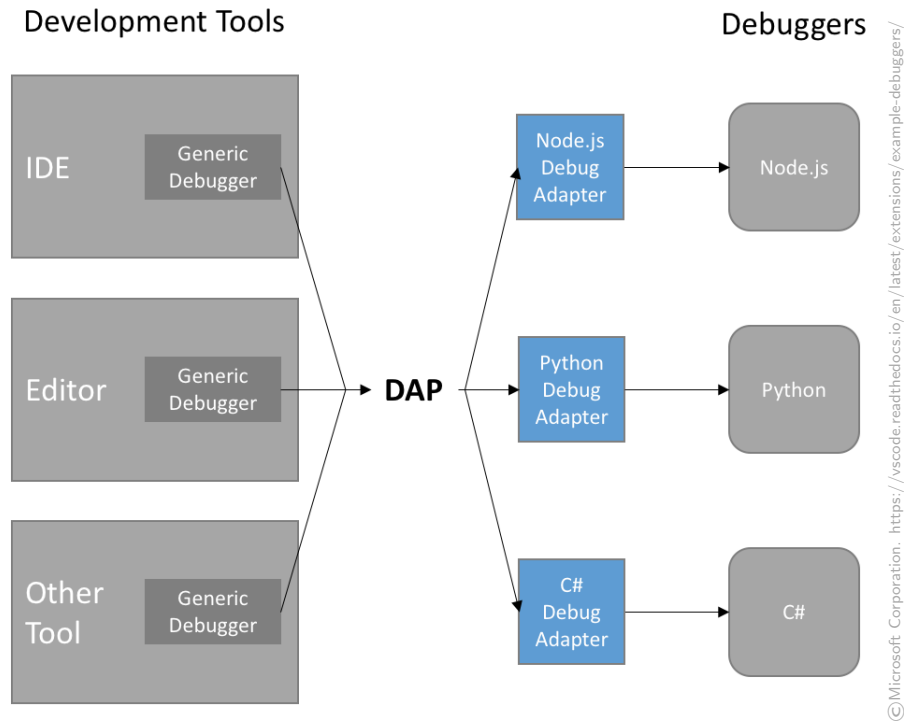 Development Tools
Debuggers
IDE
Generic
Debugger
Node.js
Debug
Adapter
Node.js
Editor
Generic
Debugger
DAP
Python
Debug
Adapter
Python
Other
Tool
Generic
Debugger
C#
Debug
Adapter
C#
©Microsoft Corporation. https://vscode.readthedocs.io/en/latest/extensions/example-debuggers/